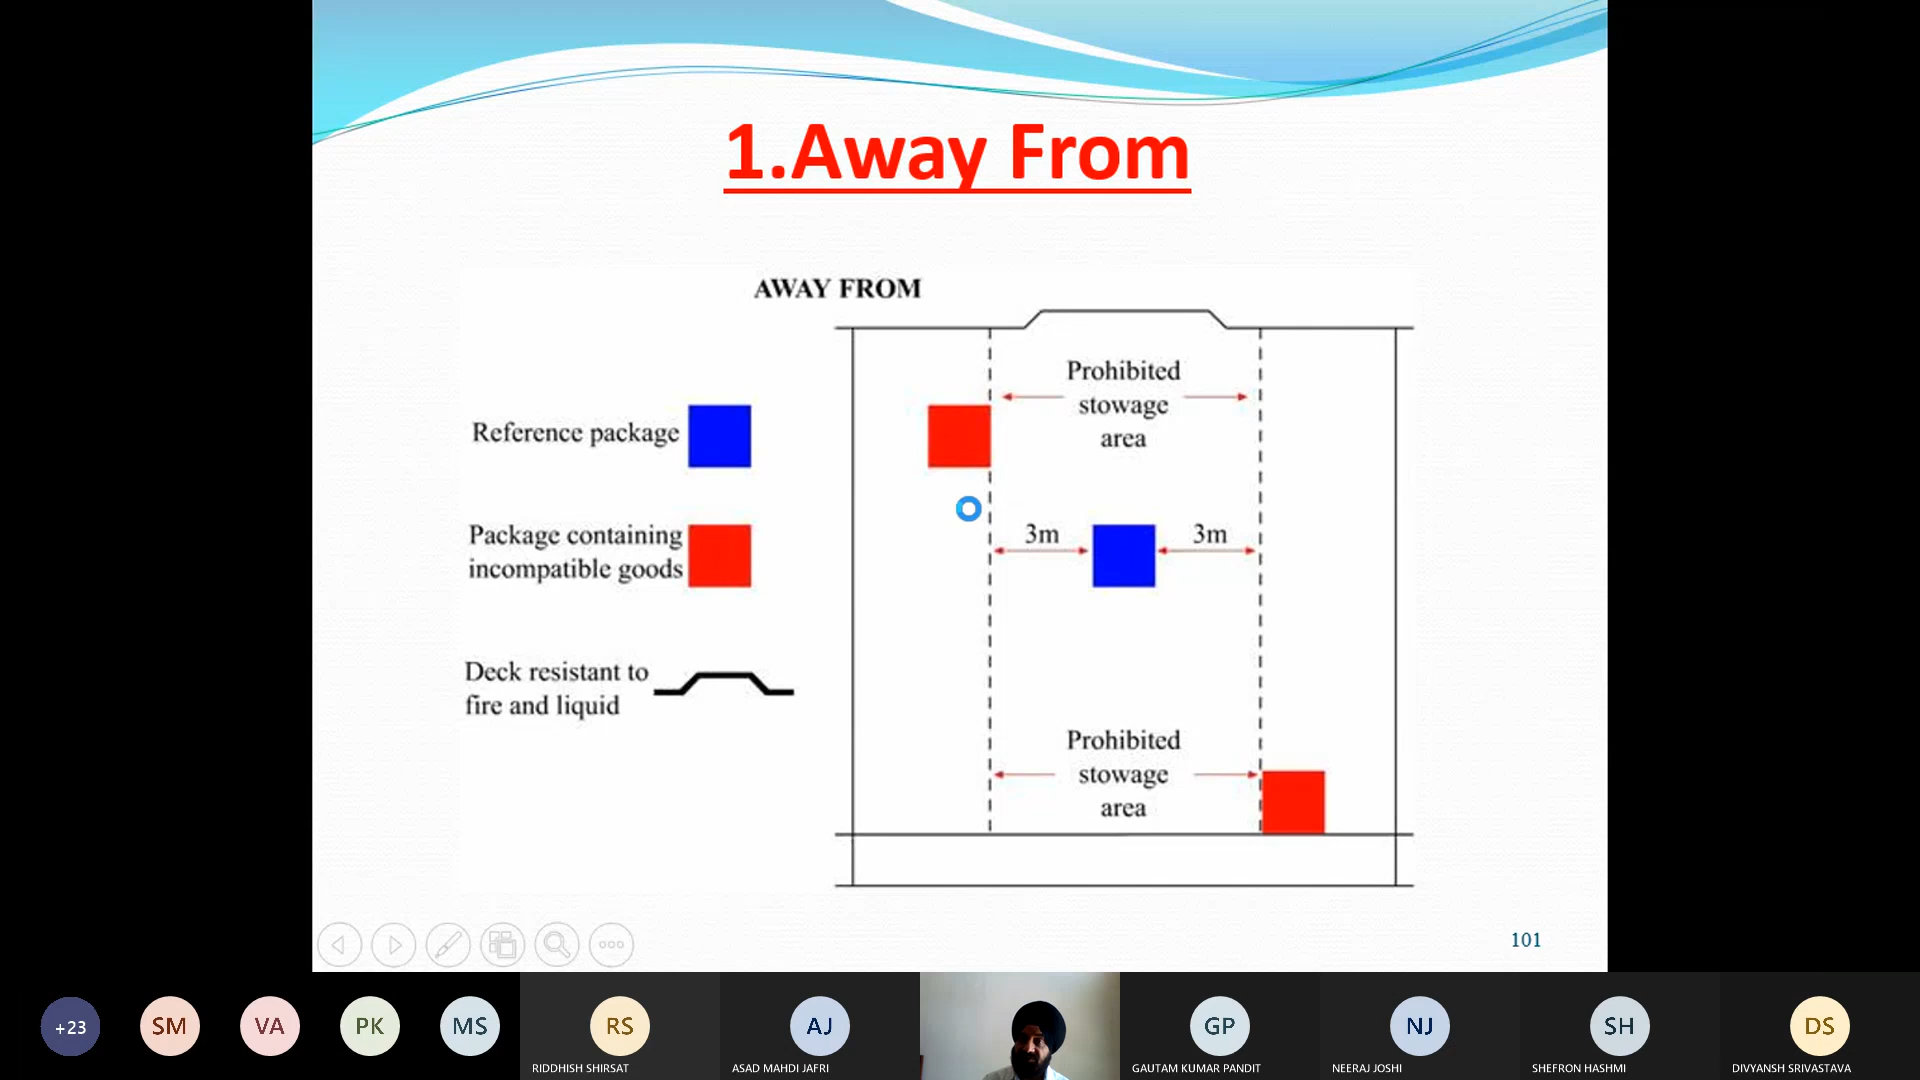 1.Away From
AWAY FROM
Prohibited
stowage
area
Reference package
Package containing
incompatible goods
3m
3m
Deck resistant to
fire and liquid
Prohibited
stowage
area
101
+23
SM
VA
PK
MS
RS
AJ
GP
NJ
SH
DS
RIDDHISH SHIRSAT
ASAD MAHDI JAFRI
GAUTAM KUMAR PANDIT
NEERAJ JOSHI
SHEFRON HASHMI
DIVYANSH SRIVASTAVA